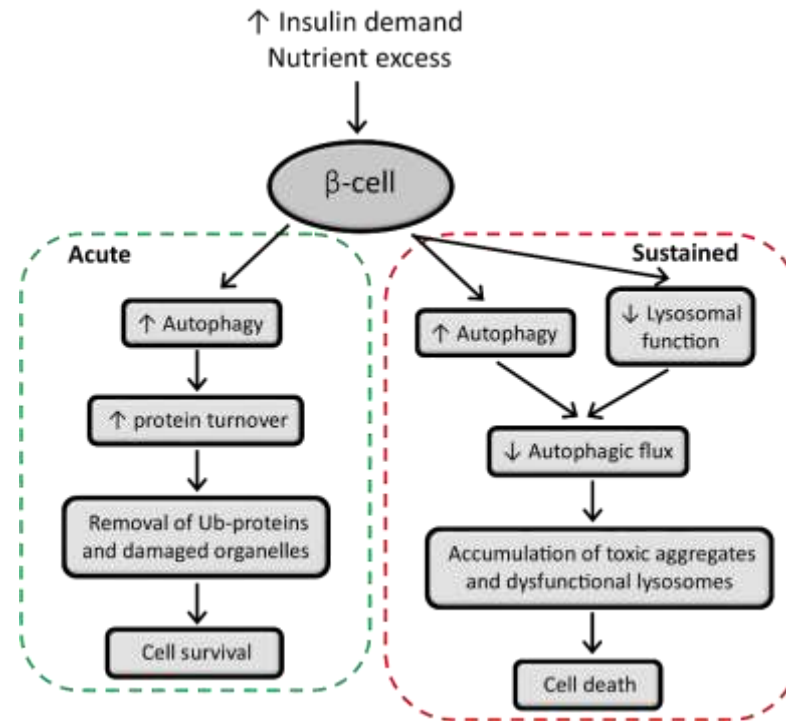 ↑ Insulin demand
Nutrient excess
β-cell
Acute
↑ Autophagy
↑ protein turnover
Removal of Ub-proteins
and damaged organelles
Cell survival
Sustained
↑ Autophagy
↓ Lysosomal
function
↓ Autophagic flux
Accumulation of toxic aggregates
and dysfunctional lysosomes
Cell death